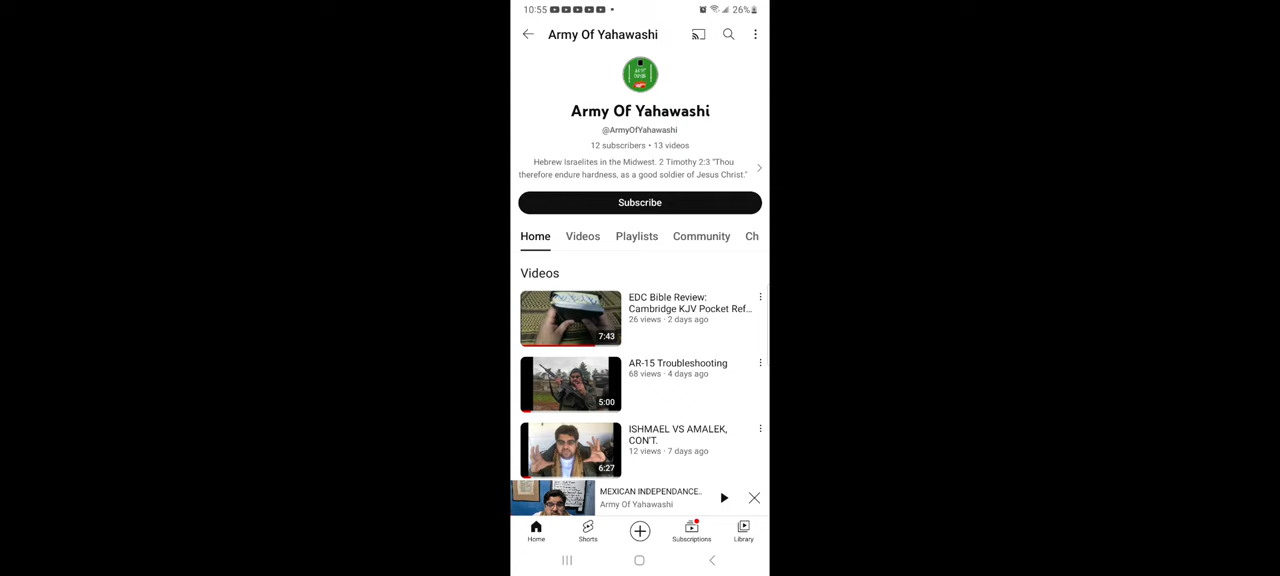 10:55
26%
Army Of Yahawashi
Army Of Yahawashi
@ArmyOfYahawashi
12 subscribers • 13 videos
Hebrew Israelites in the Midwest. 2 Timothy 2:3 "Thou
therefore endure hardness, as a good soldier of Jesus Christ."
Subscribe
Home Videos Playlists Community Ch
Videos
EDC Bible Review:
Cambridge KJV Pocket Ref...
26 views · 2 days ago
7:43
AR-15 Troubleshooting
68 views · 4 days ago
5:00
ISHMAEL VS AMALEK,
CON'T.
12 views · 7 days ago
6:27
MEXICAN INDEPENDANCE..
Army Of Yahawashi
Home Shorts Subscriptions Library